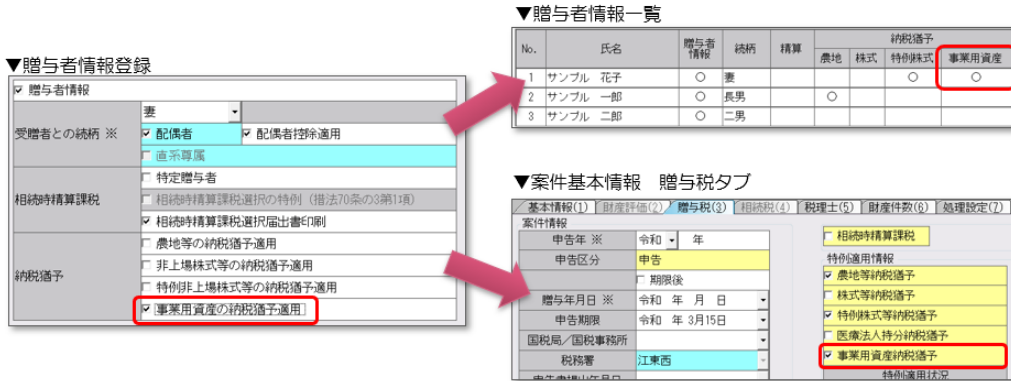 ▼贈与者情報登録
贈与者情報
受贈者との続柄 ※
妻
配偶者
配偶者控除適用
直系尊属
相続時精算課税
特定贈与者
相続時精算課税選択の特例（措法70条の3第1項）
相続時精算課税選択届出書印刷
納税猶予
農地等の納税猶予適用
非上場株式等の納税猶予適用
特例非上場株式等の納税猶予適用
事業用資産の納税猶予適用
▼贈与者情報一覧
No. 氏名 贈与者情報 続柄 精算 納税猶予
農地 株式 特例株式 事業用資産
1 サンプル 花子 ○ 妻 ○ ○
2 サンプル 一郎 ○ 長男 ○
3 サンプル 二郎 ○ 二男
▼案件基本情報 贈与税タブ
基本情報(1) 財産評価(2) 贈与税(3) 相続税(4) 税理士(5) 財産件数(6) 処理設定(7)
案件情報
申告年 ※ 令和 年
申告区分 申告
期限後
贈与年月日 ※ 令和 年 月 日
申告期限 令和 年 3月15日
国税局／国税事務所
税務署 江東西
申告書提出年月日
相続時精算課税
特例適用情報
農地等納税猶予
株式等納税猶予
特例株式等納税猶予
医療法人持分納税猶予
事業用資産納税猶予
特例適用状況